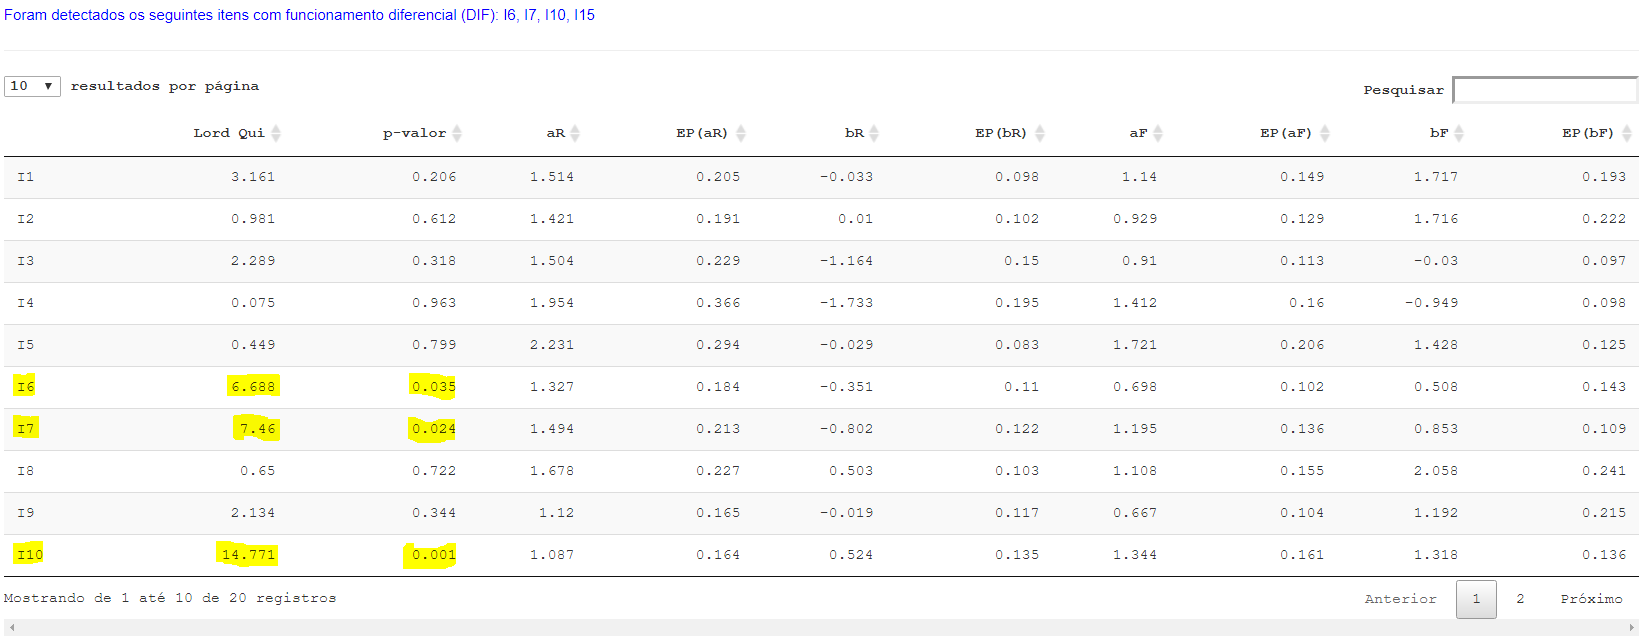 Foram detectados os seguintes itens com funcionamento diferencial (DIF): I6, I7, I10, I15
10 ▼ resultados por página Pesquisar
Lord Qui p-valor aR EP(aR) bR EP(bR) aF EP(aF) bF EP(bF)
I1 3.161 0.206 1.514 0.205 -0.033 0.098 1.14 0.149 1.717 0.193
I2 0.981 0.612 1.421 0.191 0.01 0.102 0.929 0.129 1.716 0.222
I3 2.289 0.318 1.504 0.229 -1.164 0.15 0.91 0.113 -0.03 0.097
I4 0.075 0.963 1.954 0.366 -1.733 0.195 1.412 0.16 -0.949 0.098
I5 0.449 0.799 2.231 0.294 -0.029 0.083 1.721 0.206 1.428 0.125
I6 6.688 0.035 1.327 0.184 -0.351 0.11 0.698 0.102 0.508 0.143
I7 7.46 0.024 1.494 0.213 -0.802 0.122 1.195 0.136 0.853 0.109
I8 0.65 0.722 1.678 0.227 0.503 0.103 1.108 0.155 2.058 0.241
I9 2.134 0.344 1.12 0.165 -0.019 0.117 0.667 0.104 1.192 0.215
I10 14.771 0.001 1.087 0.164 0.524 0.135 1.344 0.161 1.318 0.136
Mostrando de 1 até 10 de 20 registros Anterior 1 2 Próximo